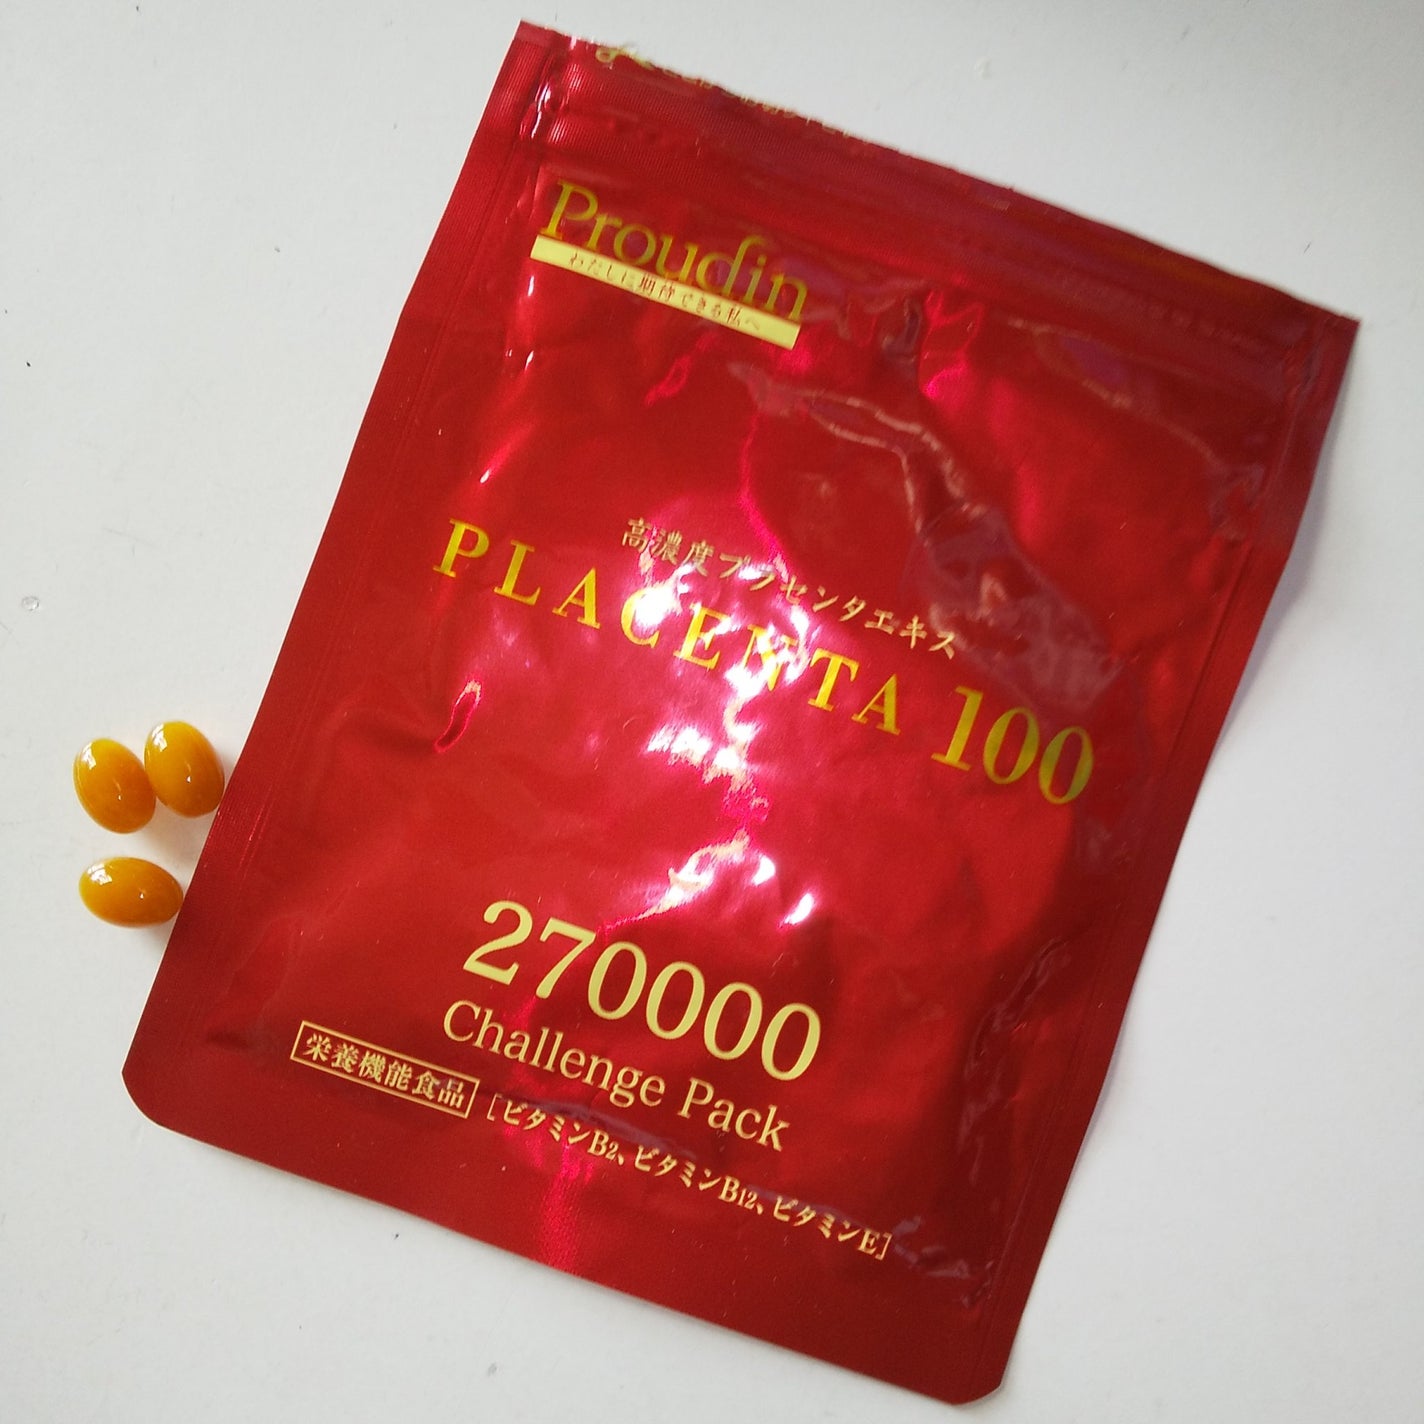 Proudin
わたしに期待できる私へ
高濃度プラセンタエキス
PLACENTA 100
270000
Challenge Pack
栄養機能食品 [ビタミンB2、ビタミンB12、ビタミンE]